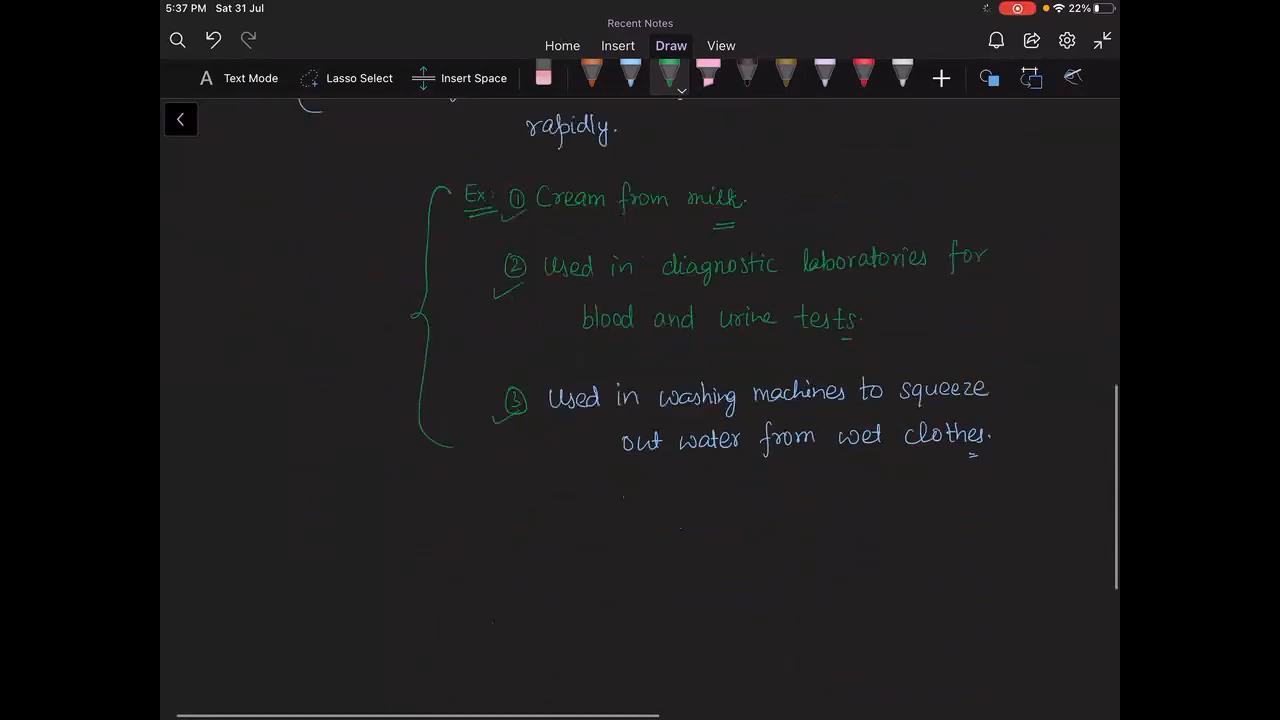 5:37 PM Sat 31 Jul
22%
Recent Notes
Home Insert Draw View
A Text Mode Lasso Select Insert Space
rapidly.
Ex: ① Cream from milk.
② Used in diagnostic laboratories for
blood and urine tests.
③ Used in washing machines to squeeze
out water from wet clothes.